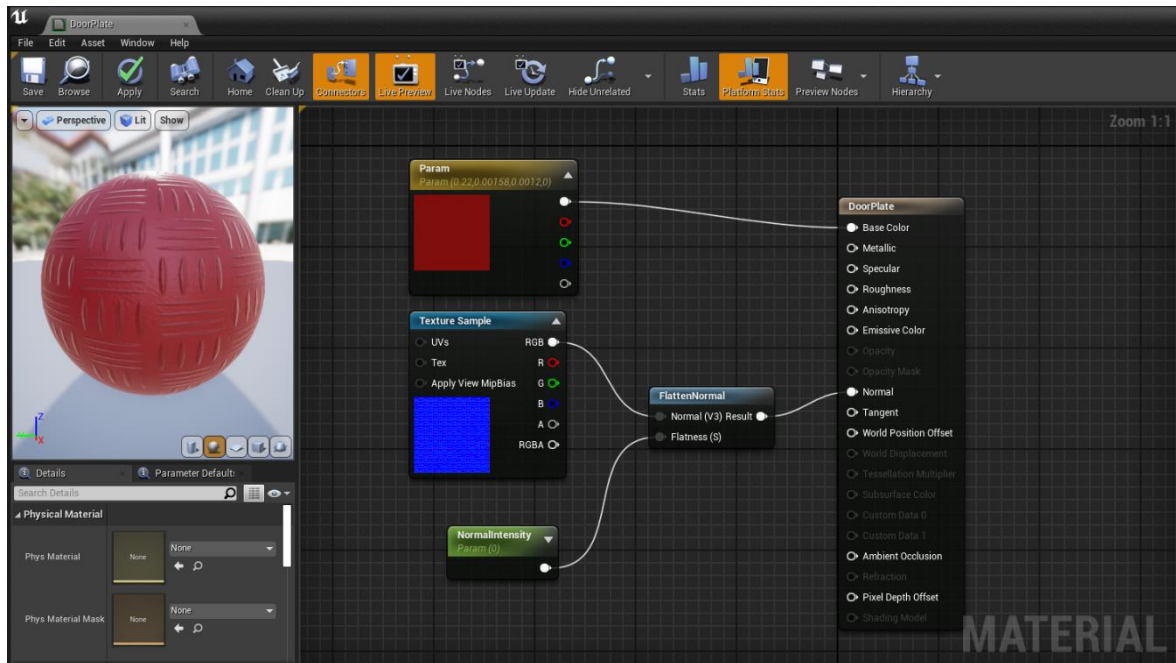 DoorPlate
File Edit Asset Window Help
Save Browse Apply Search Home Clean Up Connectors Live Preview Live Nodes Live Update Hide Unrelated Stats Platform Stats Preview Nodes Hierarchy
Perspective Lit Show
Zoom 1:1
Param
Param (0.22,0.00158,0.0012,0)
Texture Sample
UVs RGB
Tex R
Apply View MipBias G
B
A
RGBA
FlattenNormal
Normal (V3) Result
Flatness (S)
NormalIntensity
Param (0)
DoorPlate
Base Color
Metallic
Specular
Roughness
Anisotropy
Emissive Color
Opacity
Opacity Mask
Normal
Tangent
World Position Offset
World Displacement
Tessellation Multiplier
Subsurface Color
Custom Data 0
Custom Data 1
Ambient Occlusion
Refraction
Pixel Depth Offset
Shading Model
MATERIAL
Z
X
Details Parameter Default
Search Details
Physical Material
Phys Material None None
Phys Material Mask None None